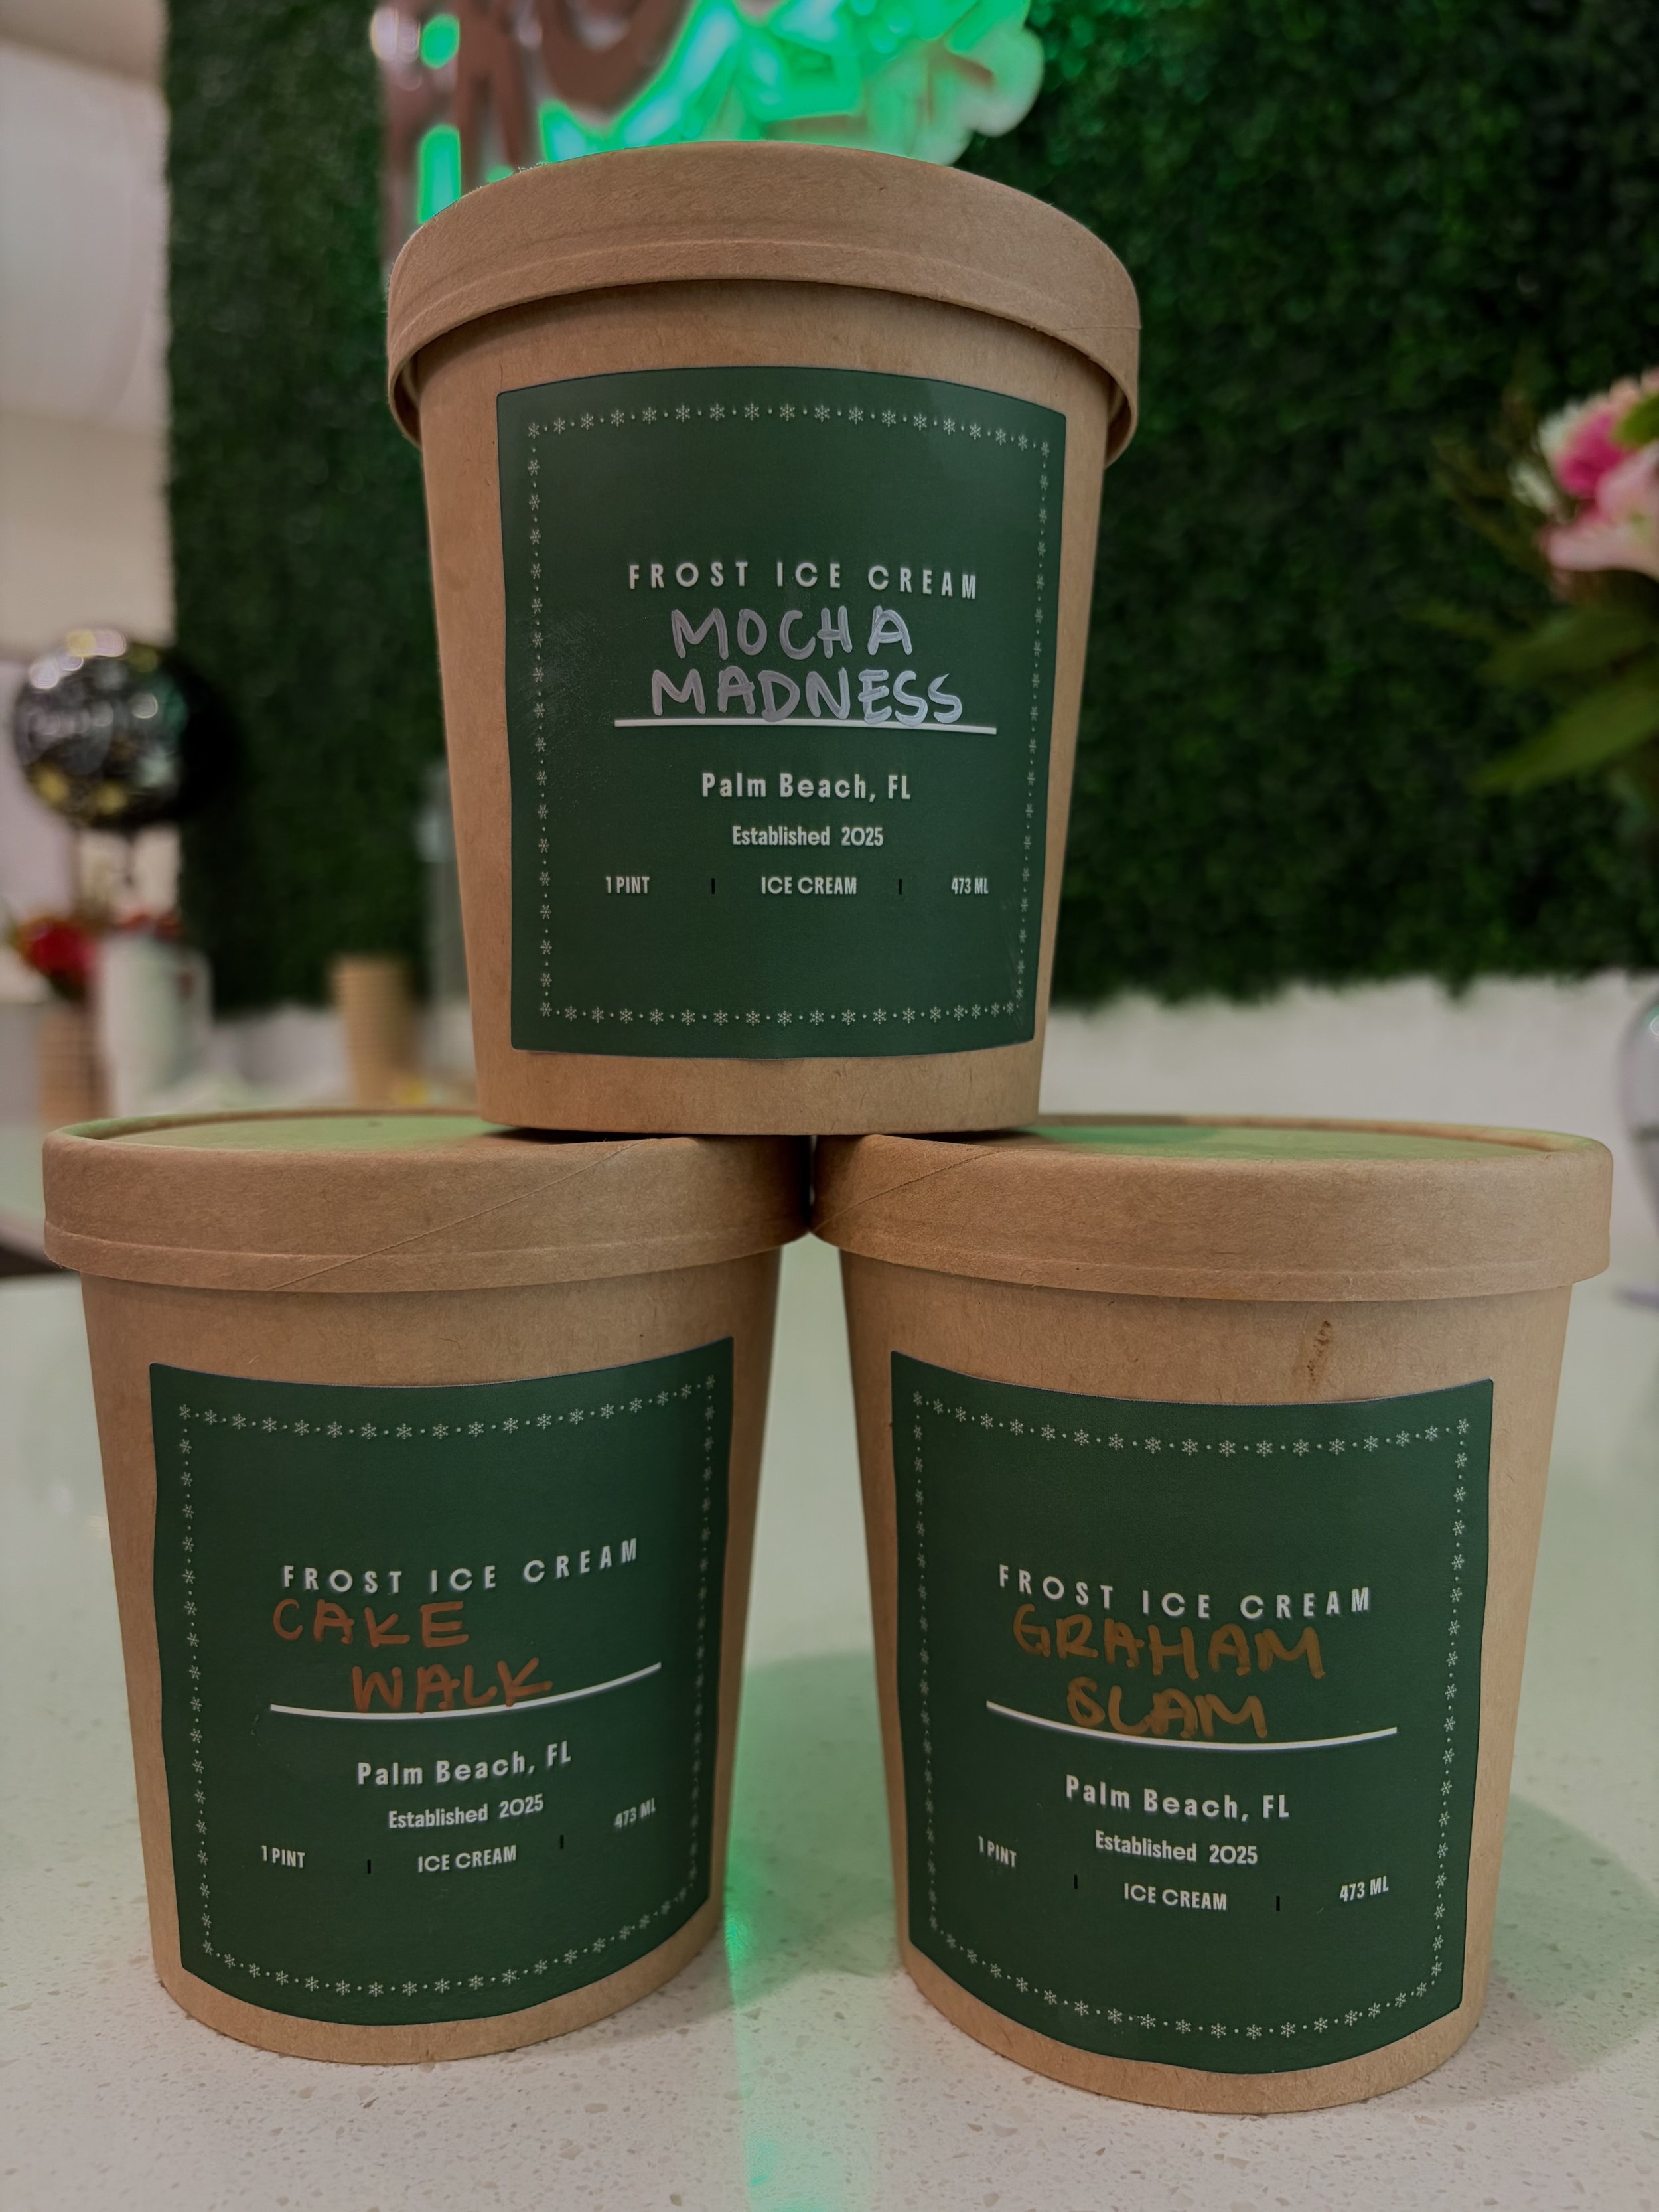 FROST ICE CREAM
MOCHA
MADNESS
Palm Beach, FL
Established 2025
1 PINT | ICE CREAM | 473 ML
FROST ICE CREAM
CAKE
WALK
Palm Beach, FL
Established 2025
1 PINT | ICE CREAM | 473 ML
FROST ICE CREAM
GRAHAM
SLAM
Palm Beach, FL
Established 2025
1 PINT | ICE CREAM | 473 ML